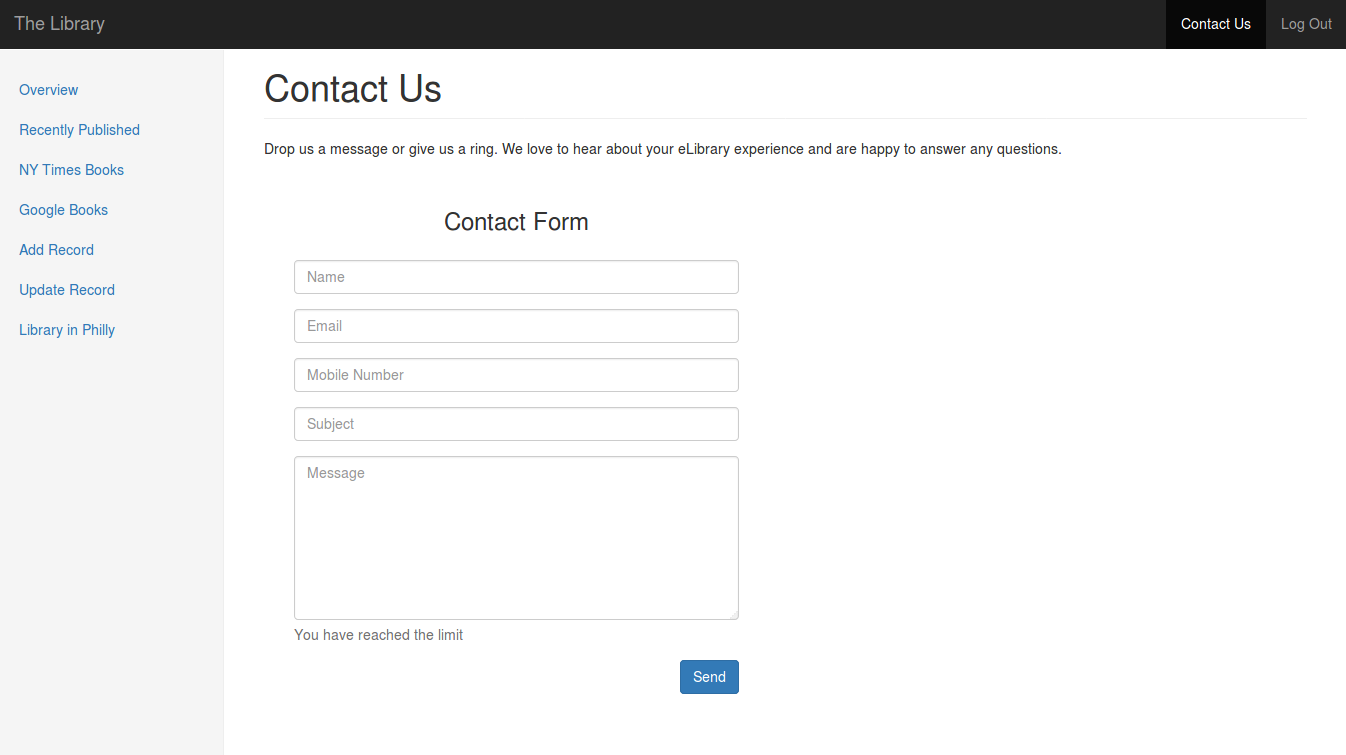 The Library
Contact Us
Log Out
Overview
Recently Published
NY Times Books
Google Books
Add Record
Update Record
Library in Philly
Contact Us
Drop us a message or give us a ring. We love to hear about your eLibrary experience and are happy to answer any questions.
Contact Form
Name
Email
Mobile Number
Subject
Message
You have reached the limit
Send